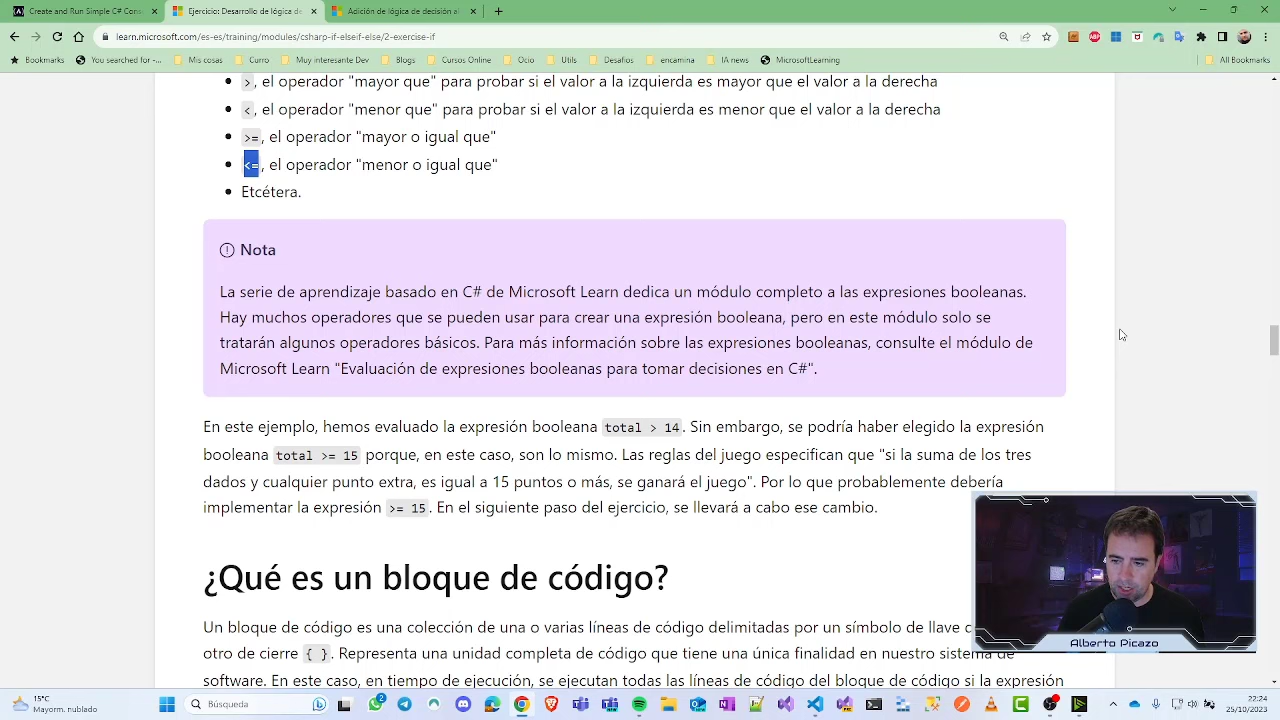 Create and Run Simple C# Cons
Ejercicio: Desarrollo de lógica de
Adición de lógica de decisión al
learn.microsoft.com/es-es/training/modules/csharp-if-elseif-else/2-exercise-if
Bookmarks
You searched for -...
Mis cosas
Curro
Muy interesante Dev
Blogs
Cursos Online
Ocio
Utils
Desafios
encamina
IA news
MicrosoftLearning
All Bookmarks
>, el operador "mayor que" para probar si el valor a la izquierda es mayor que el valor a la derecha
<, el operador "menor que" para probar si el valor a la izquierda es menor que el valor a la derecha
>=, el operador "mayor o igual que"
<=, el operador "menor o igual que"
Etcétera.
Nota
La serie de aprendizaje basado en C# de Microsoft Learn dedica un módulo completo a las expresiones booleanas.
Hay muchos operadores que se pueden usar para crear una expresión booleana, pero en este módulo solo se
tratarán algunos operadores básicos. Para más información sobre las expresiones booleanas, consulte el módulo de
Microsoft Learn "Evaluación de expresiones booleanas para tomar decisiones en C#".
En este ejemplo, hemos evaluado la expresión booleana total > 14. Sin embargo, se podría haber elegido la expresión
booleana total >= 15 porque, en este caso, son lo mismo. Las reglas del juego especifican que "si la suma de los tres
dados y cualquier punto extra, es igual a 15 puntos o más, se ganará el juego". Por lo que probablemente debería
implementar la expresión >= 15. En el siguiente paso del ejercicio, se llevará a cabo ese cambio.
¿Qué es un bloque de código?
Un bloque de código es una colección de una o varias líneas de código delimitadas por un símbolo de llave
otro de cierre { }. Repres una unidad completa de código que tiene una única finalidad en nuestro sistema de
software. En este caso, en tiempo de ejecución, se ejecutan todas las líneas de código del bloque de código si la expresión
Alberto Picazo
15°C
Mayorm. nublado
Búsqueda
2
22:24
25/10/2023